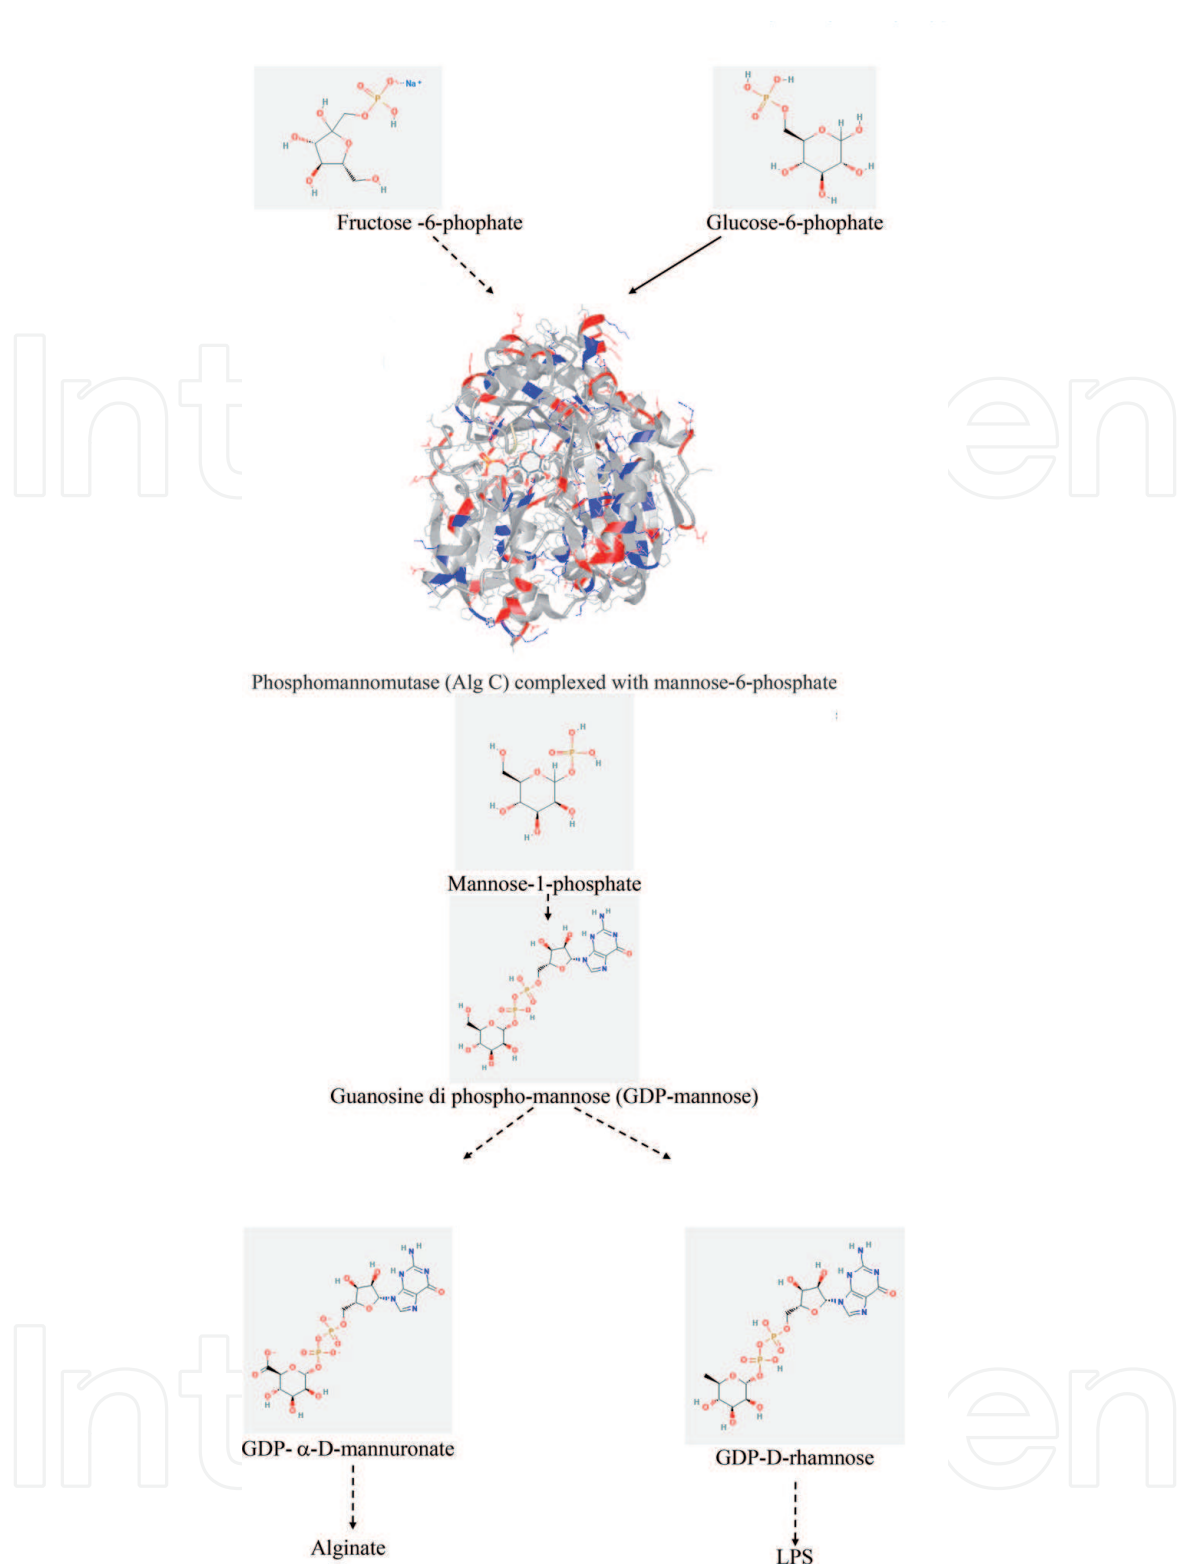 Fructose -6-phophate
Glucose-6-phophate
Phosphomannomutase (Alg C) complexed with mannose-6-phosphate
Mannose-1-phosphate
Guanosine di phospho-mannose (GDP-mannose)
GDP- α-D-mannuronate
GDP-D-rhamnose
Alginate
LPS